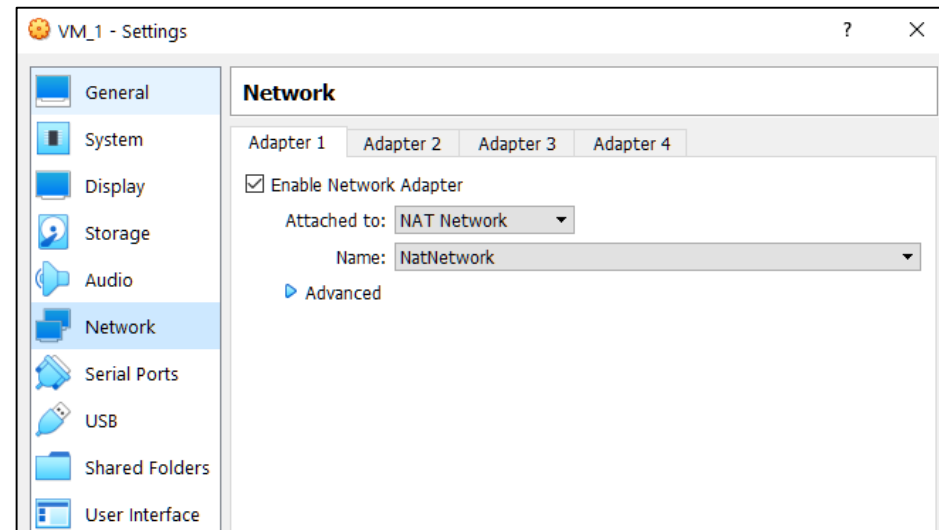 VM_1 - Settings
?
General
System
Display
Storage
Audio
Network
Serial Ports
USB
Shared Folders
User Interface
Network
Adapter 1
Adapter 2
Adapter 3
Adapter 4
Enable Network Adapter
Attached to: NAT Network
Name: NatNetwork
Advanced